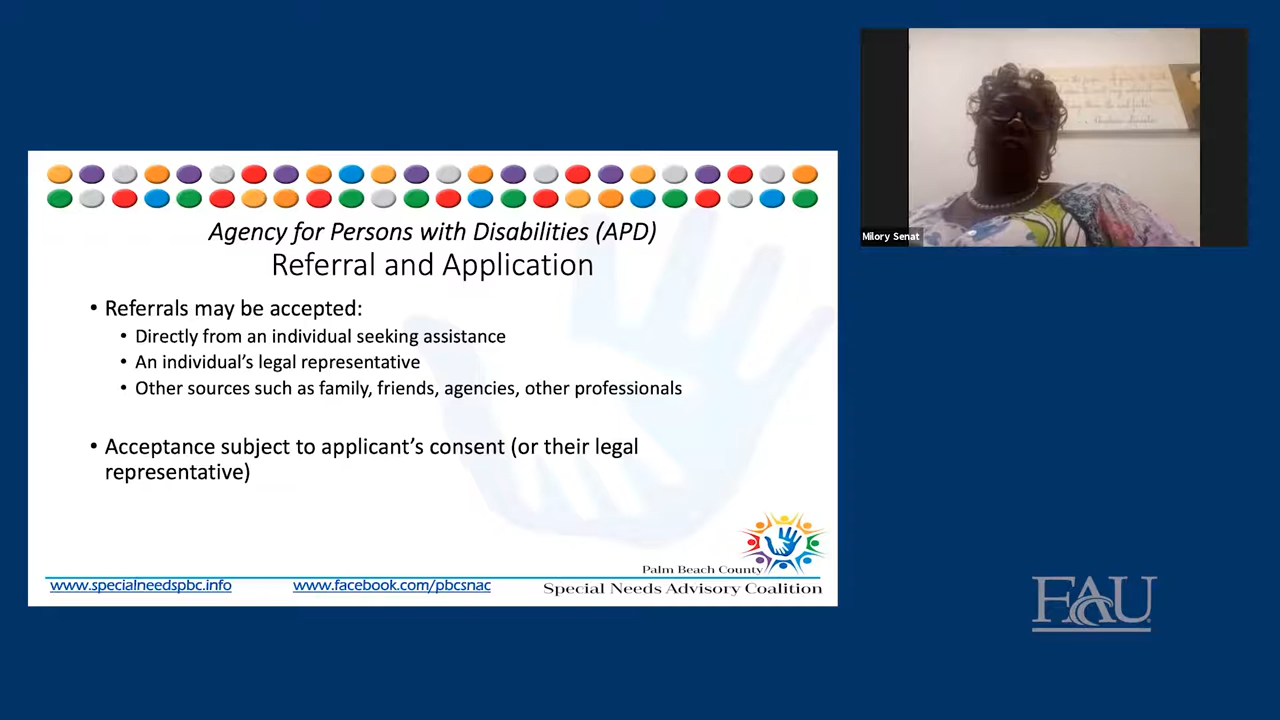 Agency for Persons with Disabilities (APD)
Referral and Application
• Referrals may be accepted:
• Directly from an individual seeking assistance
• An individual’s legal representative
• Other sources such as family, friends, agencies, other professionals
• Acceptance subject to applicant’s consent (or their legal
representative)
Palm Beach County
www.specialneedspbc.info
www.facebook.com/pbcsnac
Special Needs Advisory Coalition
Milory Senat
FAU